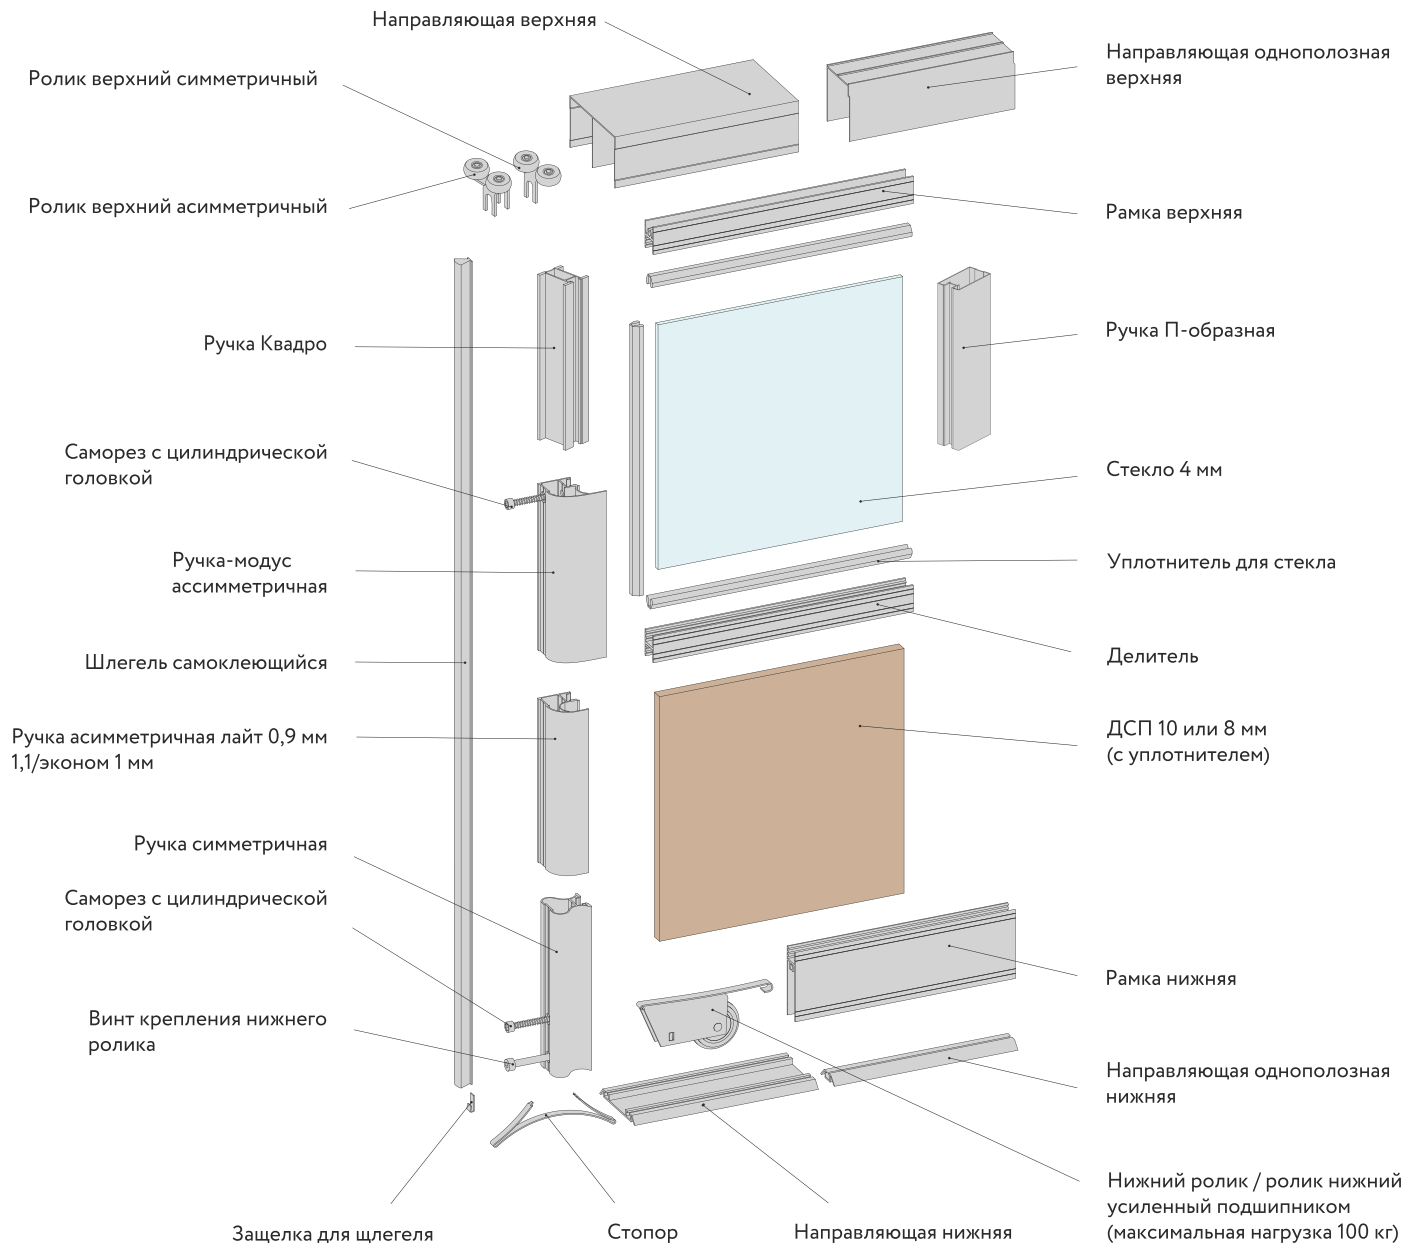 Направляющая верхняя
Направляющая однополозная
верхняя
Ролик верхний симметричный
Ролик верхний асимметричный
Рамка верхняя
Ручка Квадро
Ручка П-образная
Саморез с цилиндрической
головкой
Стекло 4 мм
Ручка-модус
ассимметричная
Уплотнитель для стекла
Шлегель самоклеющийся
Делитель
Ручка асимметричная лайт 0,9 мм
1,1/эконом 1 мм
ДСП 10 или 8 мм
(с уплотнителем)
Ручка симметричная
Саморез с цилиндрической
головкой
Рамка нижняя
Винт крепления нижнего
ролика
Направляющая однополозная
нижняя
Нижний ролик / ролик нижний
усиленный подшипником
(максимальная нагрузка 100 кг)
Защелка для щлегеля
Стопор
Направляющая нижняя